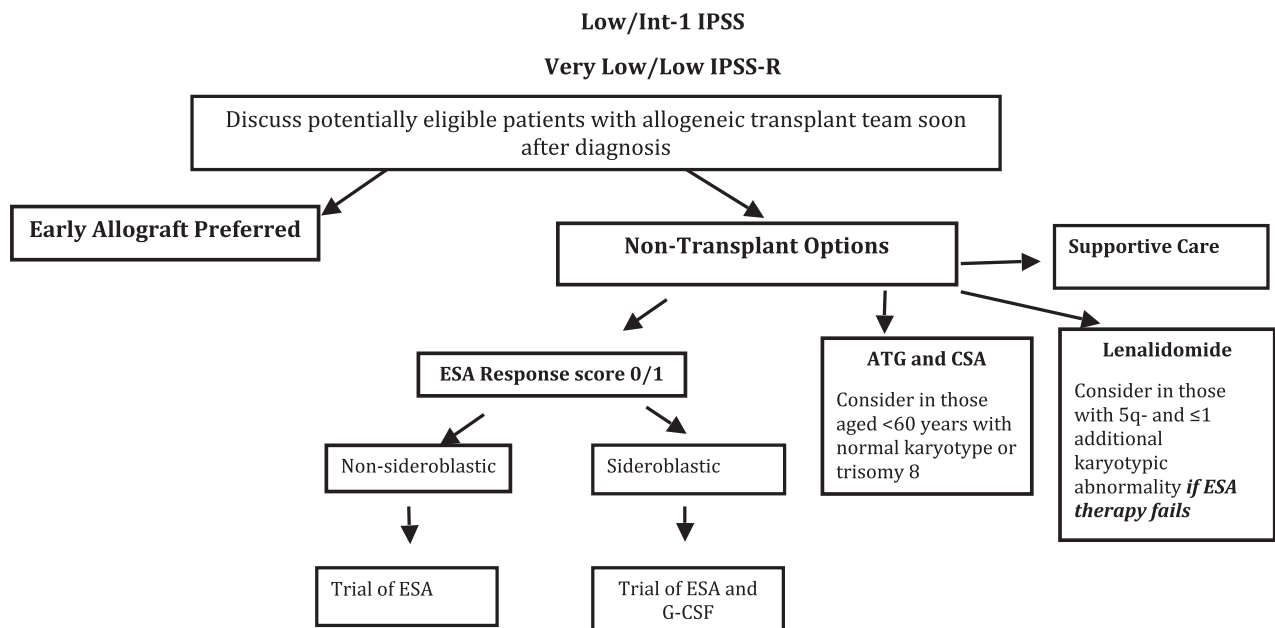 Low/Int-1 IPSS
Very Low/Low IPSS-R
Discuss potentially eligible patients with allogeneic transplant team soon
after diagnosis
Early Allograft Preferred
Non-Transplant Options
Supportive Care
ESA Response score 0/1
ATG and CSA
Consider in those
aged <60 years with
normal karyotype or
trisomy 8
Lenalidomide
Consider in those
with 5q- and ≤1
additional
karyotypic
abnormality if ESA
therapy fails
Non-sideroblastic
Sideroblastic
Trial of ESA
Trial of ESA and
G-CSF